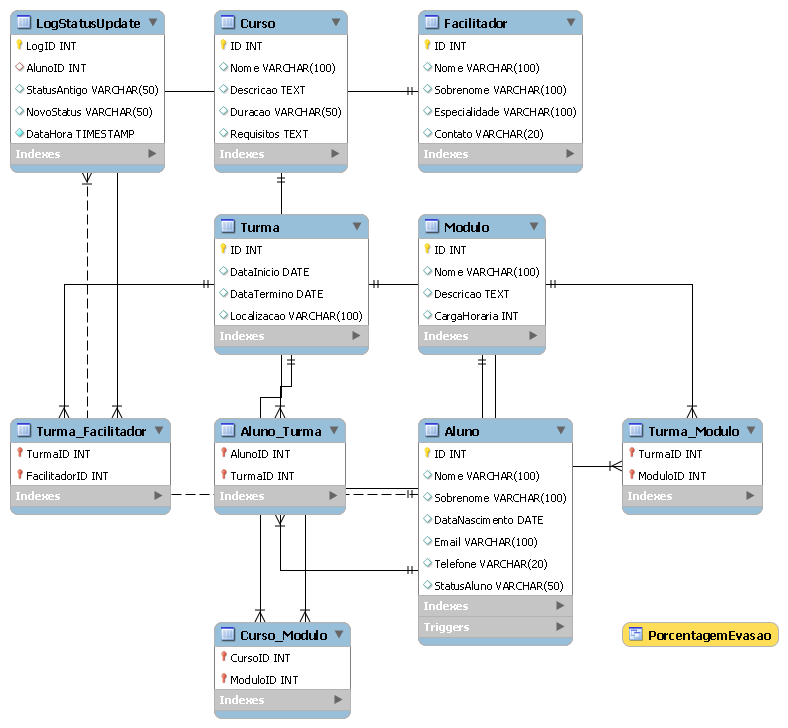 LogStatusUpdate
LogID INT
AlunoID INT
StatusAntigo VARCHAR(50)
NovoStatus VARCHAR(50)
DataHora TIMESTAMP
Indexes
Curso
ID INT
Nome VARCHAR(100)
Descricao TEXT
Duracao VARCHAR(50)
Requisitos TEXT
Indexes
Facilitador
ID INT
Nome VARCHAR(100)
Sobrenome VARCHAR(100)
Especialidade VARCHAR(100)
Contato VARCHAR(20)
Indexes
Turma
ID INT
DataInicio DATE
DataTermino DATE
Localizacao VARCHAR(100)
Indexes
Modulo
ID INT
Nome VARCHAR(100)
Descricao TEXT
CargaHoraria INT
Indexes
Turma_Facilitador
TurmaID INT
FacilitadorID INT
Indexes
Aluno_Turma
AlunoID INT
TurmaID INT
Indexes
Aluno
ID INT
Nome VARCHAR(100)
Sobrenome VARCHAR(100)
DataNascimento DATE
Email VARCHAR(100)
Telefone VARCHAR(20)
StatusAluno VARCHAR(50)
Indexes
Triggers
Turma_Modulo
TurmaID INT
ModuloID INT
Indexes
Curso_Modulo
CursoID INT
ModuloID INT
Indexes
PorcentagemEvasao